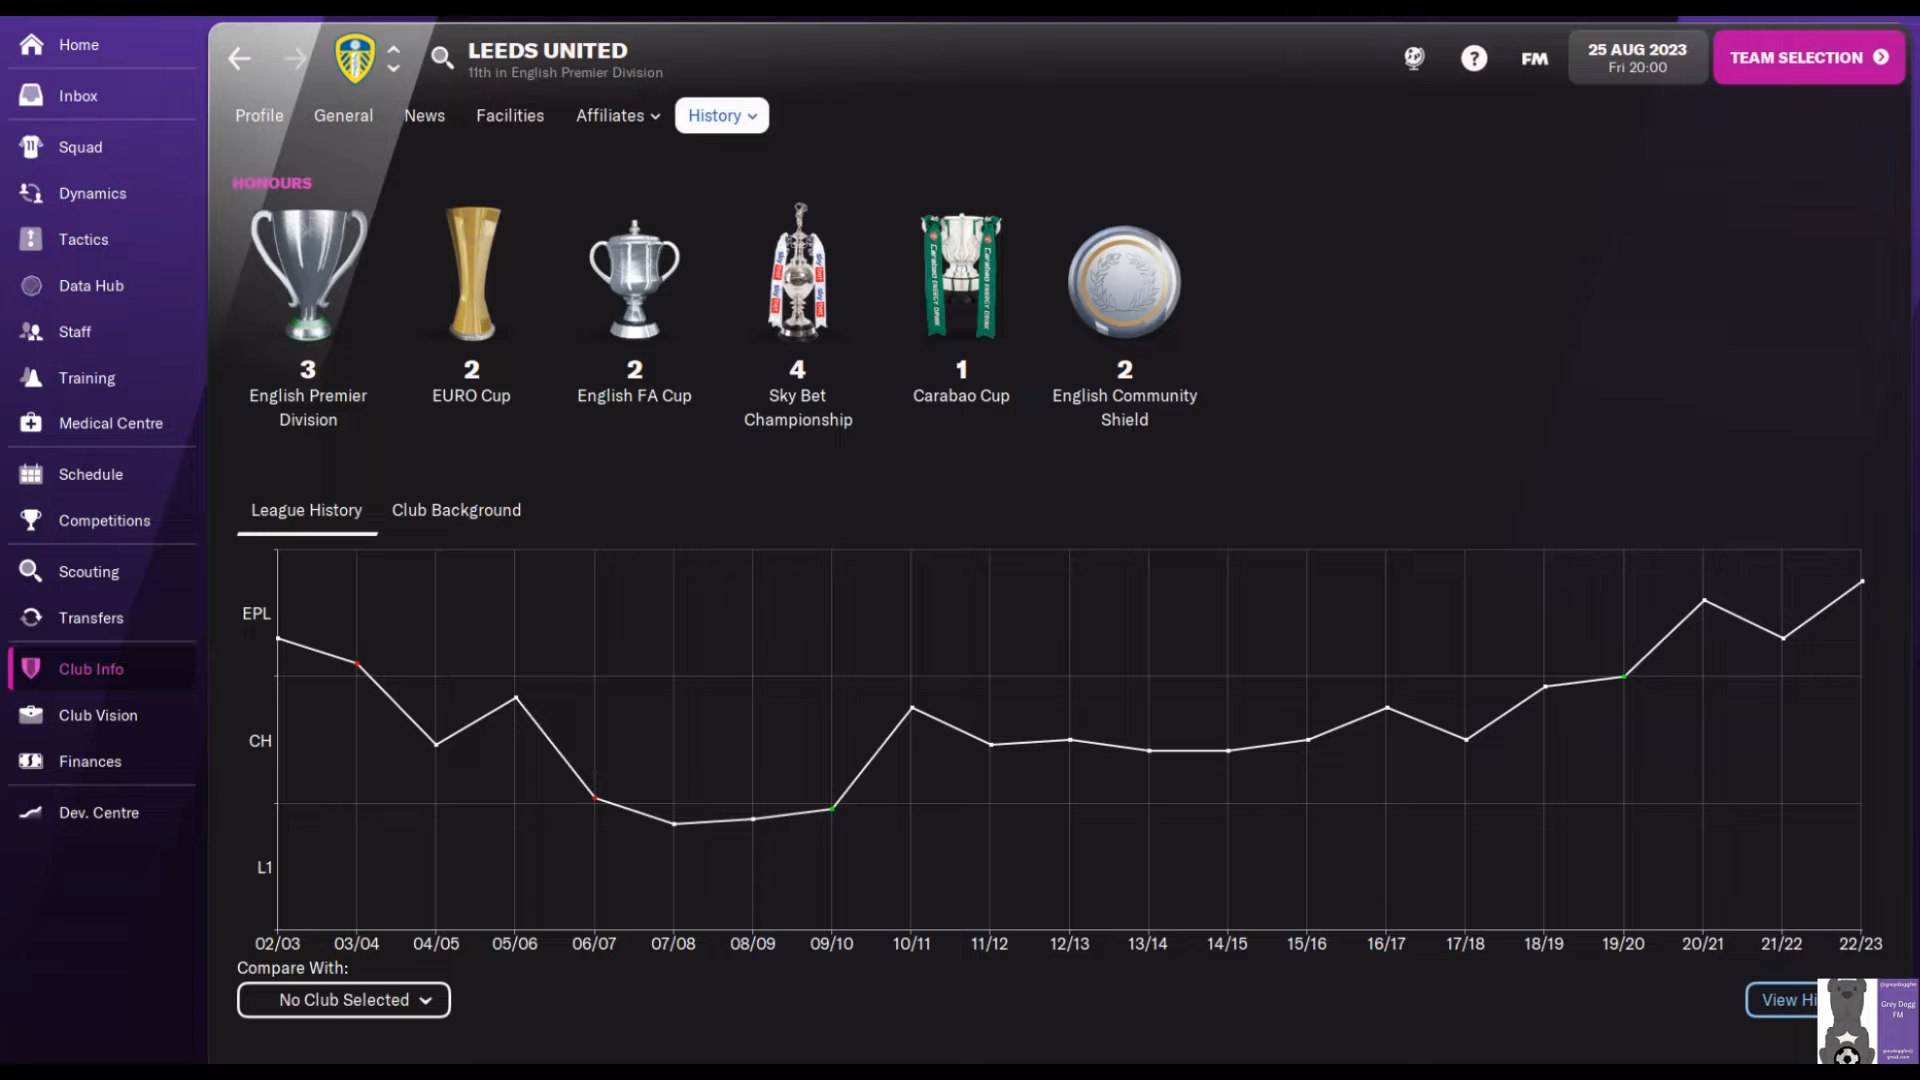 Home
Inbox
Squad
Dynamics
Tactics
Data Hub
Staff
Training
Medical Centre
Schedule
Competitions
Scouting
Transfers
Club Info
Club Vision
Finances
Dev. Centre
LEEDS UNITED
11th in English Premier Division
FM
25 AUG 2023
Fri 20:00
TEAM SELECTION
Profile General News Facilities Affiliates History
HONOURS
3 2 2 4 1 2
English Premier EURO Cup English FA Cup Sky Bet Carabao Cup English Community
Division Championship Shield
League History Club Background
EPL
CH
L1
02/03 03/04 04/05 05/06 06/07 07/08 08/09 09/10 10/11 11/12 12/13 13/14 14/15 15/16 16/17 17/18 18/19 19/20 20/21 21/22 22/23
Compare With:
No Club Selected
View Hi
Grey Dogg
FM